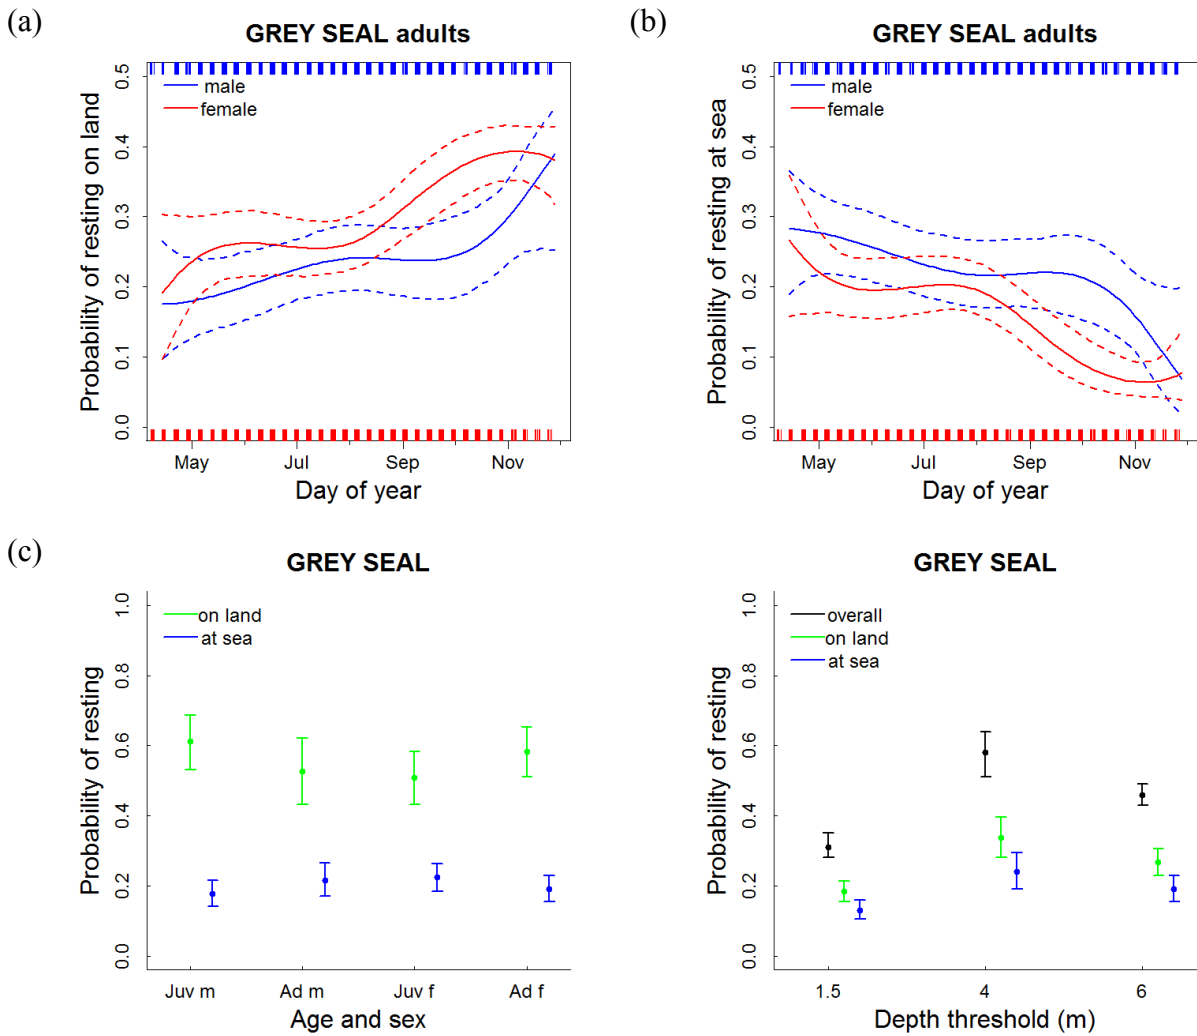 (a)
GREY SEAL adults
male
female
Probability of resting on land
0.0 0.1 0.2 0.3 0.4 0.5
May Jul Sep Nov
Day of year
(b)
GREY SEAL adults
male
female
Probability of resting at sea
0.0 0.1 0.2 0.3 0.4 0.5
May Jul Sep Nov
Day of year
(c)
GREY SEAL
on land
at sea
Probability of resting
0.0 0.2 0.4 0.6 0.8 1.0
Juv m Ad m Juv f Ad f
Age and sex
GREY SEAL
overall
on land
at sea
Probability of resting
0.0 0.2 0.4 0.6 0.8 1.0
1.5 4 6
Depth threshold (m)